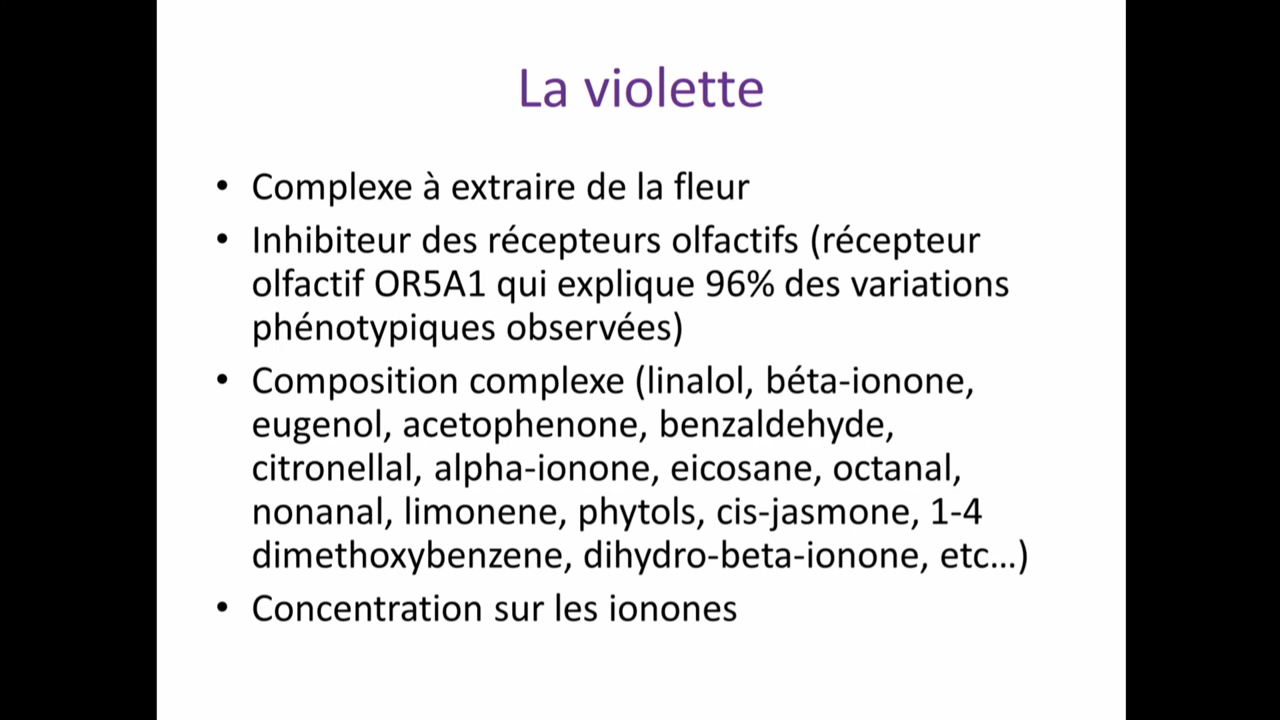 La violette
• Complexe à extraire de la fleur
• Inhibiteur des récepteurs olfactifs (récepteur
olfactif OR5A1 qui explique 96% des variations
phénotypiques observées)
• Composition complexe (linalol, béta-ionone,
eugenol, acetophenone, benzaldehyde,
citronellal, alpha-ionone, eicosane, octanal,
nonanal, limonene, phytols, cis-jasmone, 1-4
dimethoxybenzene, dihydro-beta-ionone, etc...)
• Concentration sur les ionones